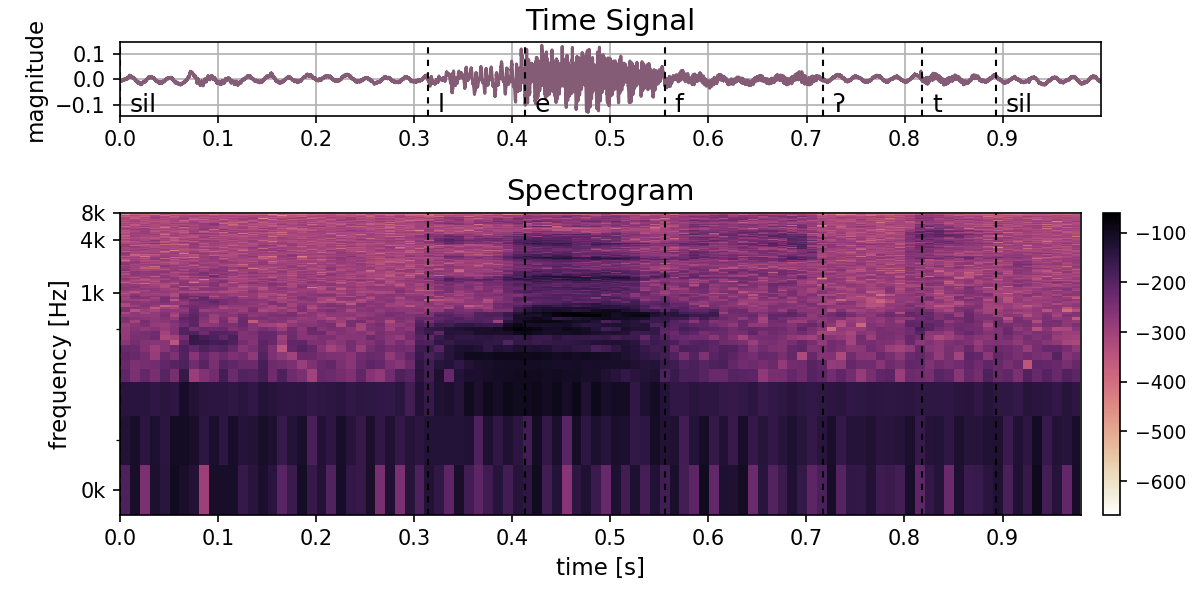 Time Signal
magnitude
0.1
0.0
−0.1
sil l e f ʔ t sil
0.0 0.1 0.2 0.3 0.4 0.5 0.6 0.7 0.8 0.9
Spectrogram
frequency [Hz]
8k
4k
1k
0k
0.0 0.1 0.2 0.3 0.4 0.5 0.6 0.7 0.8 0.9
time [s]
−100
−200
−300
−400
−500
−600